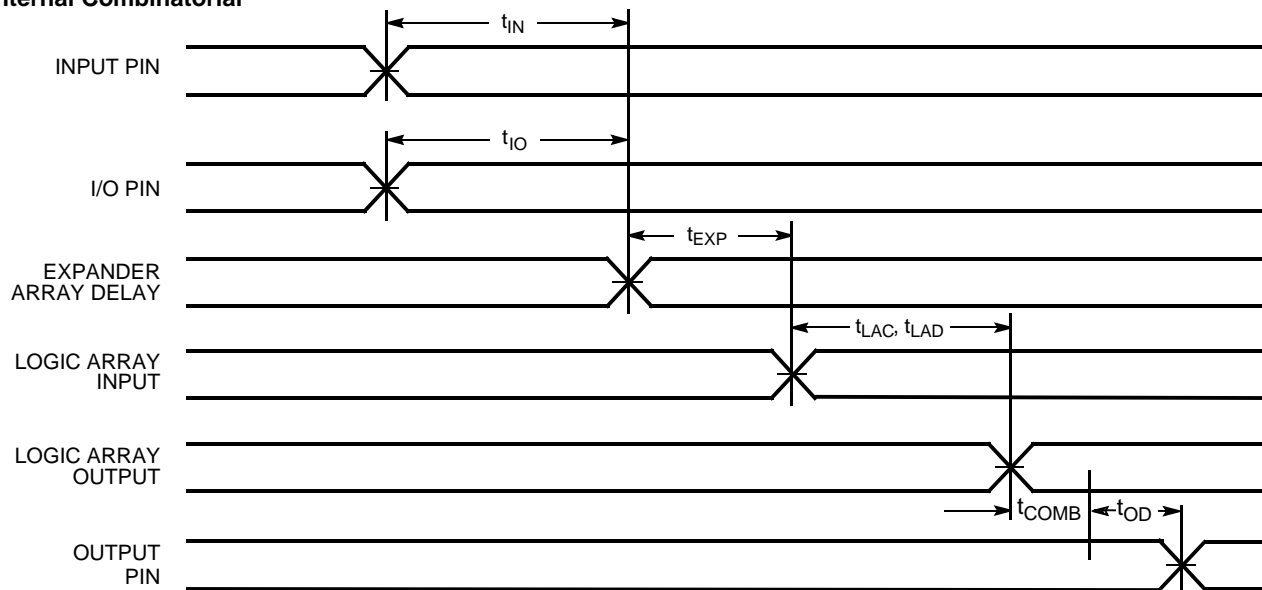 Combinatorial
tIN
INPUT PIN
tIO
I/O PIN
tEXP
EXPANDER
ARRAY DELAY
tLAC, tLAD
LOGIC ARRAY
INPUT
LOGIC ARRAY
OUTPUT
tCOMB
tOD
OUTPUT
PIN